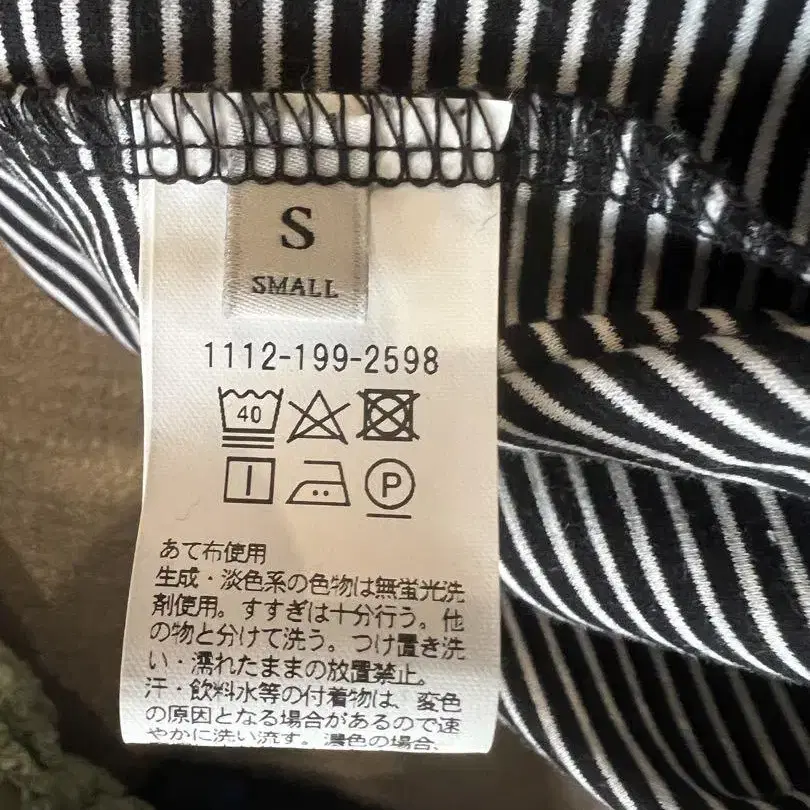 S
SMALL
1112-199-2598
40
P
あて布使用
生成・淡色系の色物は無蛍光洗
剤使用。すすぎは十分行う。他
の物と分けて洗う。つけ置き洗
い・濡れたままの放置禁止。
汗・飲料水等の付着物は、変色
の原因となる場合があるので速
やかに洗い流す。濃色の場合、